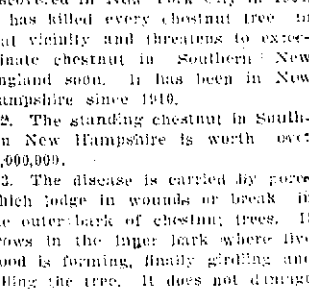 has killed every chestnut tree in
at vicinity and threatens to exter-
inate chestnut in Southern New
ngland soon. It has been in New
ampshire since 1910.
2. The standing chestnut in South-
n New Hampshire is worth over
,000,000.
3. The disease is carried by pores
hich lodge in wounds or break in
e outer bark of chestnut trees. It
ows in the inner bark where live
ood is forming, finally girdling and
lling the tree. It does not damage